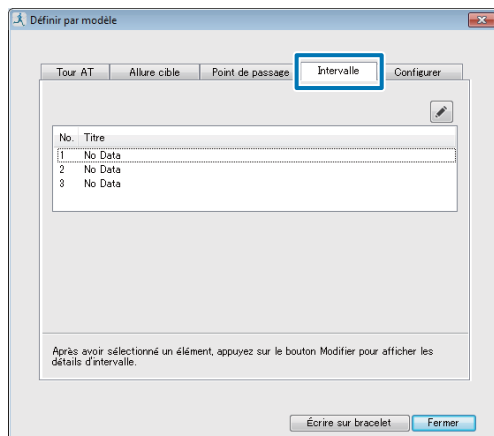 Définir par modèle
Tour AT Allure cible Point de passage Intervalle Configurer
No. Titre
1 No Data
2 No Data
3 No Data
Après avoir sélectionné un élément, appuyez sur le bouton Modifier pour afficher les
détails d'intervalle.
Écrire sur bracelet Fermer